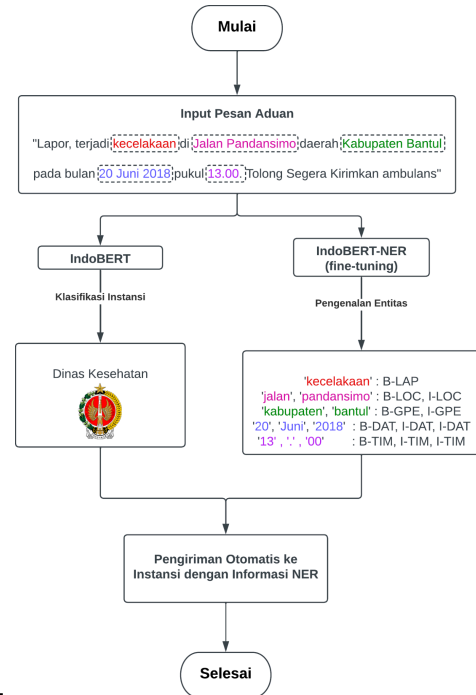 Mulai
Input Pesan Aduan
"Lapor, terjadi kecelakaan di Jalan Pandansimo daerah Kabupaten Bantul
pada bulan 20 Juni 2018 pukul 13.00. Tolong Segera Kirimkan ambulans"
IndoBERT
IndoBERT-NER
(fine-tuning)
Klasifikasi Instansi
Pengenalan Entitas
Dinas Kesehatan
'kecelakaan' : B-LAP
'jalan', 'pandansimo' : B-LOC, I-LOC
'kabupaten', 'bantul' : B-GPE, I-GPE
'20', 'Juni', '2018' : B-DAT, I-DAT, I-DAT
'13' , '.' , '00' : B-TIM, I-TIM, I-TIM
Pengiriman Otomatis ke
Instansi dengan Informasi NER
Selesai